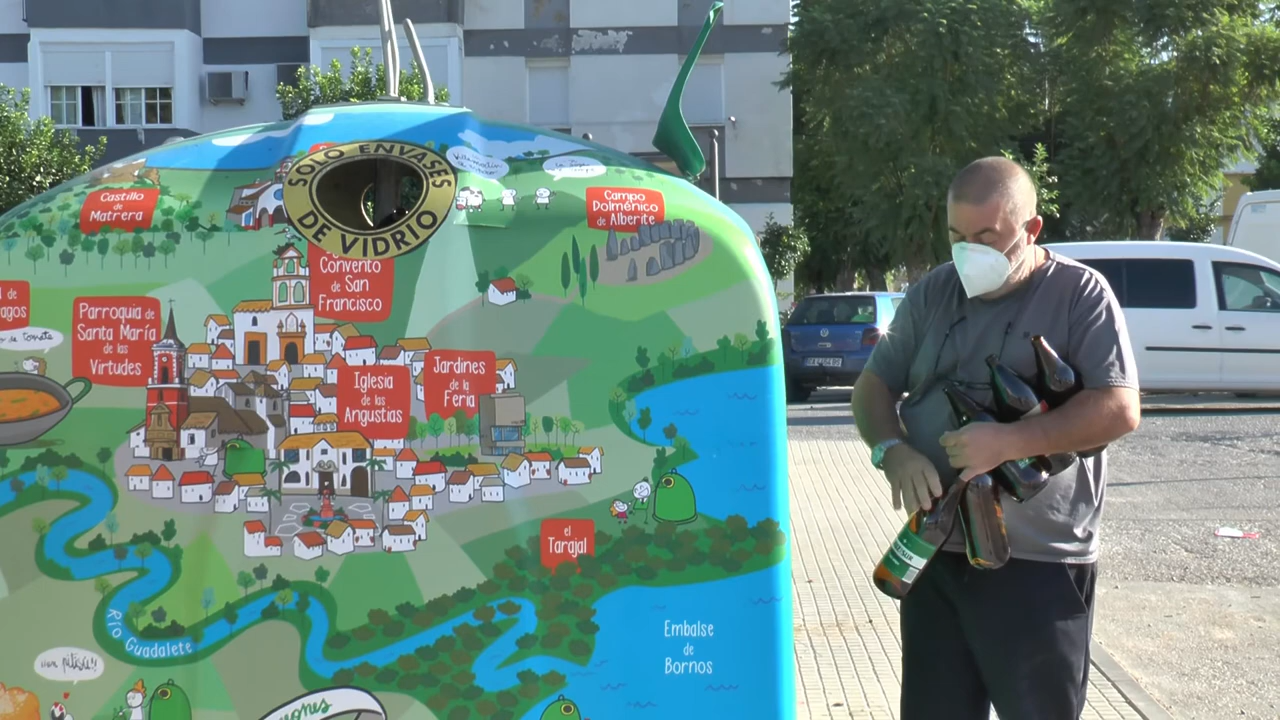 SOLO ENVASES
DE VIDRIO
Castillo
de
Matrera
Campo
Dolménico
de Alberite
Convento
de San
Francisco
Parroquia de
Santa María
de las
Virtudes
Iglesia
de las
Angustias
Jardines
de la
Feria
el
Tarajal
Río Guadalete
Embalse
de
Bornos